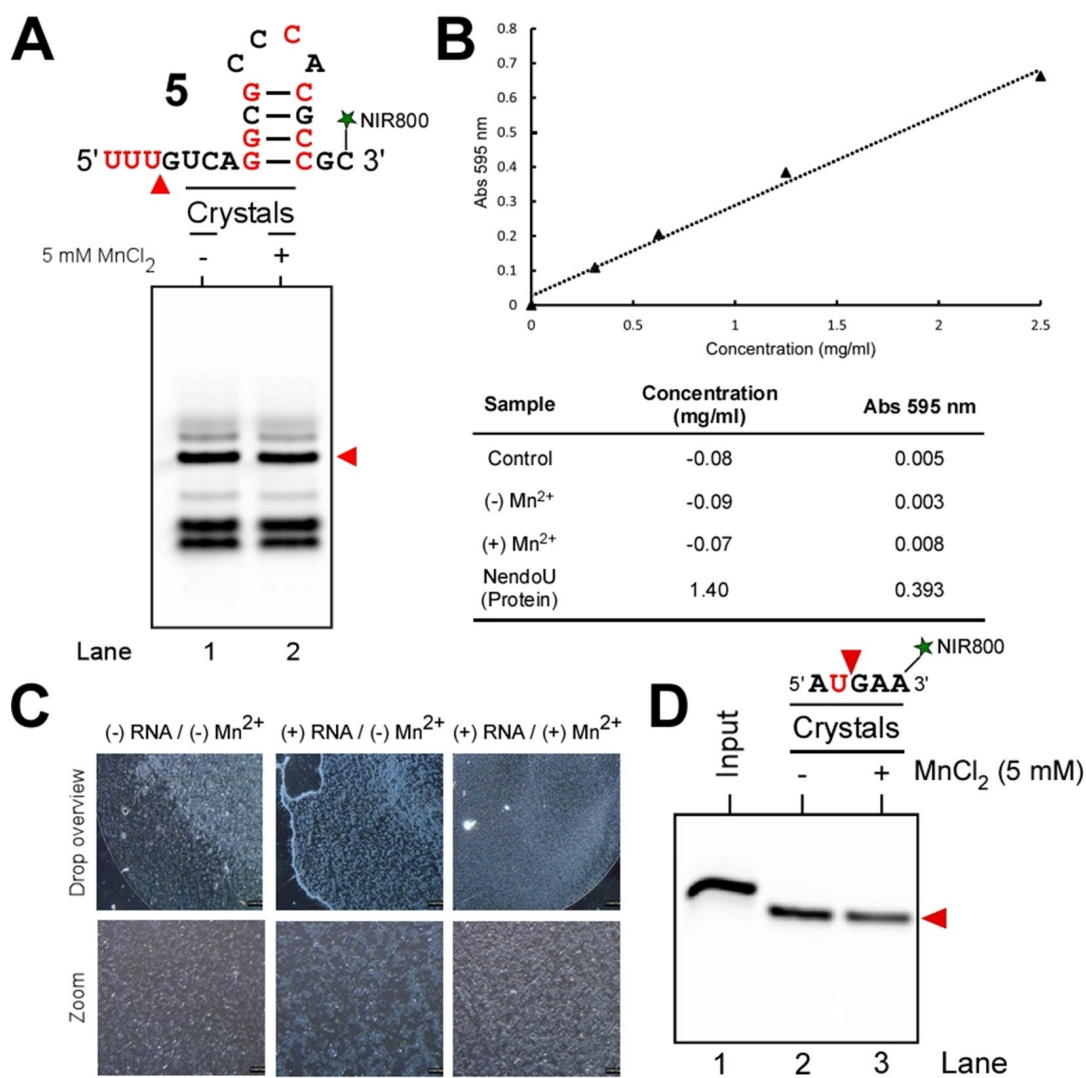 A
5
C C C
C A
G C
C G
G C
5' UUUGUCAG CGC 3'
NIR800
Crystals
5 mM MnCl2
- +
Lane 1 2
B
Abs 595 nm
0.8
0.7
0.6
0.5
0.4
0.3
0.2
0.1
0
0 0.5 1 1.5 2 2.5
Concentration (mg/ml)
Sample Concentration (mg/ml) Abs 595 nm
Control -0.08 0.005
(-) Mn2+ -0.09 0.003
(+) Mn2+ -0.07 0.008
NendoU (Protein) 1.40 0.393
C
(-) RNA / (-) Mn2+ (+) RNA / (-) Mn2+ (+) RNA / (+) Mn2+
Drop overview
Zoom
D
NIR800
5' AUGAA 3'
Crystals
Input - + MnCl2 (5 mM)
1 2 3 Lane